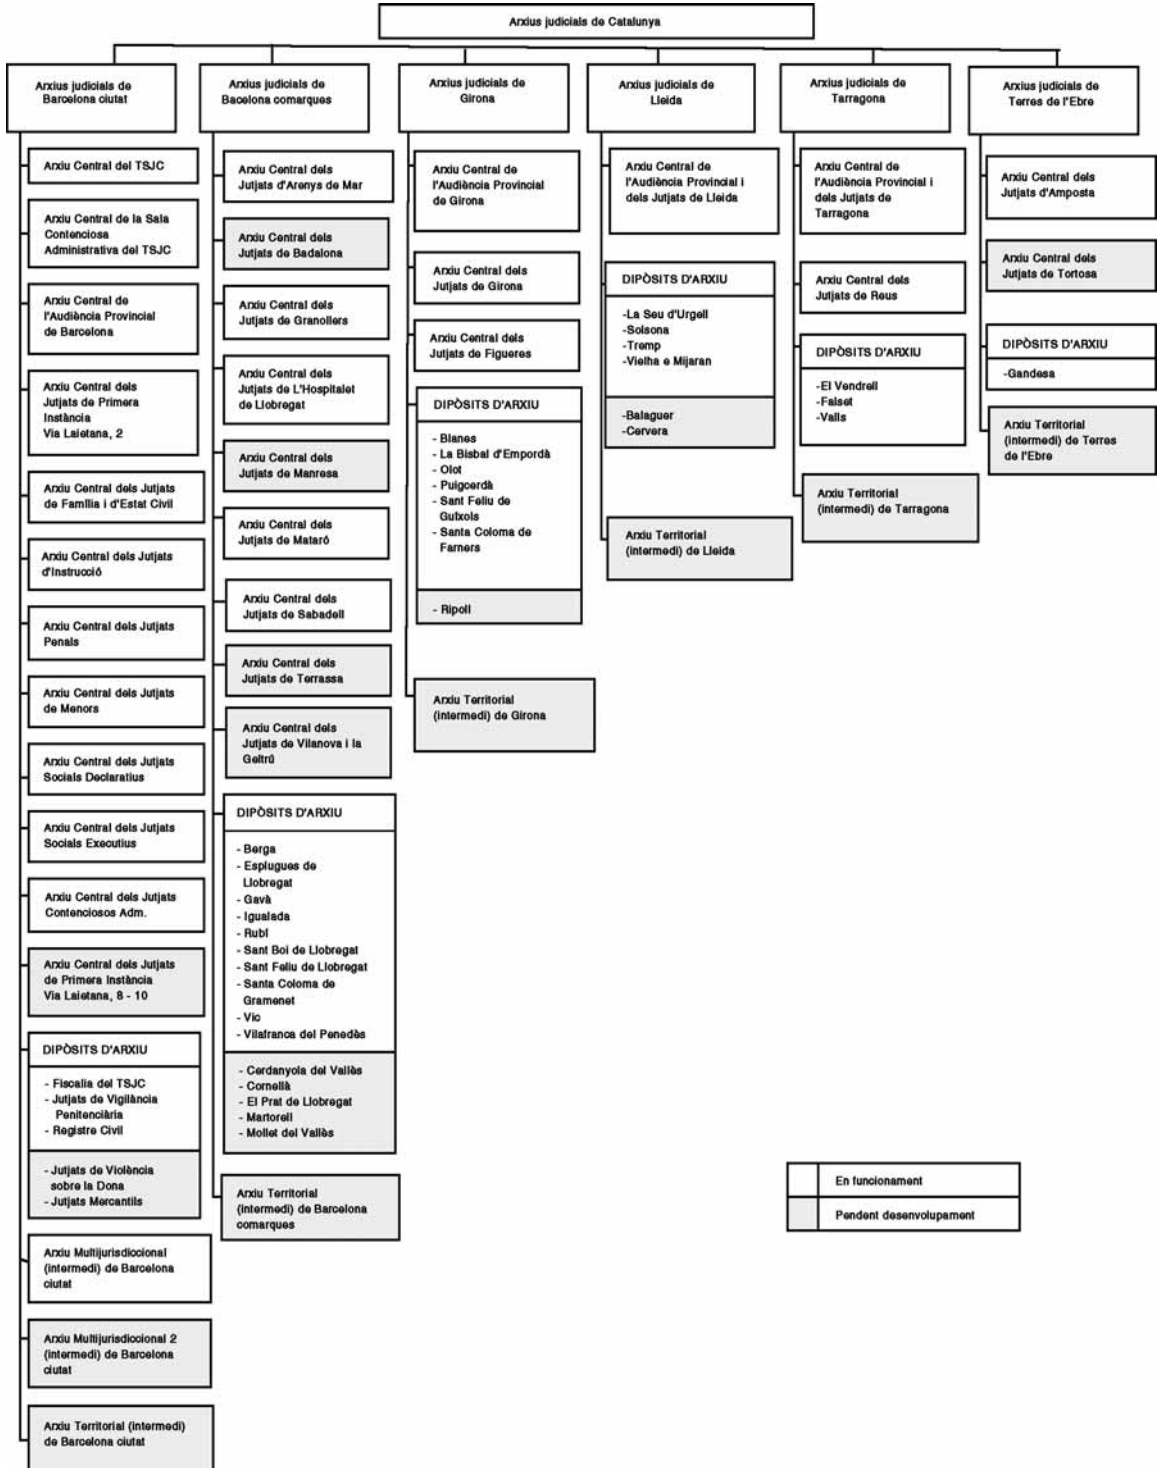 Arxius judicials de Catalunya
Arxius judicials de
Barcelona ciutat
Arxiu Central del TSJC
Arxiu Central de la Sala
Contenciosa
Administrativa del TSJC
Arxiu Central de
l'Audiència Provincial
de Barcelona
Arxiu Central dels
Jutjats de Primera
Instància
Via Laietana, 2
Arxiu Central dels Jutjats
de Família i d'Estat Civil
Arxiu Central dels Jutjats
d'Instrucció
Arxiu Central dels Jutjats
Penals
Arxiu Central dels Jutjats
de Menors
Arxiu Central dels Jutjats
Socials Declaratius
Arxiu Central dels Jutjats
Socials Executius
Arxiu Central dels Jutjats
Contenciosos Adm.
Arxiu Central dels Jutjats
de Primera Instància
Via Laietana, 8 - 10
DIPÒSITS D'ARXIU
- Fiscalia del TSJC
- Jutjats de Vigilància
Penitenciària
- Registre Civil
- Jutjats de Violència
sobre la Dona
- Jutjats Mercantils
Arxiu Multijurisdiccional
(intermedi) de Barcelona
ciutat
Arxiu Multijurisdiccional 2
(intermedi) de Barcelona
ciutat
Arxiu Territorial (intermedi)
de Barcelona ciutat
Arxius judicials de
Bacelona comarques
Arxiu Central dels
Jutjats d'Arenys de Mar
Arxiu Central dels
Jutjats de Badalona
Arxiu Central dels
Jutjats de Granollers
Arxiu Central dels
Jutjats de L'Hospitalet
de Llobregat
Arxiu Central dels
Jutjats de Manresa
Arxiu Central dels
Jutjats de Mataró
Arxiu Central dels
Jutjats de Sabadell
Arxiu Central dels
Jutjats de Terrassa
Arxiu Central dels
Jutjats de Vilanova i la
Geltrú
DIPÒSITS D'ARXIU
- Berga
- Esplugues de
Llobregat
- Gavà
- Igualada
- Rubí
- Sant Boi de Llobregat
- Sant Feliu de Llobregat
- Santa Coloma de
Gramenet
- Vic
- Vilafranca del Penedès
- Cerdanyola del Vallès
- Cornellà
- El Prat de Llobregat
- Martorell
- Mollet del Vallès
Arxiu Territorial
(intermedi) de Barcelona
comarques
Arxius judicials de
Girona
Arxiu Central de
l'Audiència Provincial
de Girona
Arxiu Central dels
Jutjats de Girona
Arxiu Central dels
Jutjats de Figueres
DIPÒSITS D'ARXIU
- Blanes
- La Bisbal d'Empordà
- Olot
- Puigcerdà
- Sant Feliu de
Guíxols
- Santa Coloma de
Farners
- Ripoll
Arxiu Territorial
(intermedi) de Girona
Arxius judicials de
Lleida
Arxiu Central de
l'Audiència Provincial i
dels Jutjats de Lleida
DIPÒSITS D'ARXIU
-La Seu d'Urgell
-Solsona
-Tremp
-Vielha e Mijaran
-Balaguer
-Cervera
Arxiu Territorial
(intermedi) de Lleida
Arxius judicials de
Tarragona
Arxiu Central de
l'Audiència Provincial i
dels Jutjats de
Tarragona
Arxiu Central dels
Jutjats de Reus
DIPÒSITS D'ARXIU
-El Vendrell
-Falset
-Valls
Arxiu Territorial
(intermedi) de Tarragona
Arxius judicials de
Terres de l'Ebre
Arxiu Central dels
Jutjats d'Amposta
Arxiu Central dels
Jutjats de Tortosa
DIPÒSITS D'ARXIU
-Gandesa
Arxiu Territorial
(intermedi) de Terres
de l'Ebre
En funcionament
Pendent desenvolupament